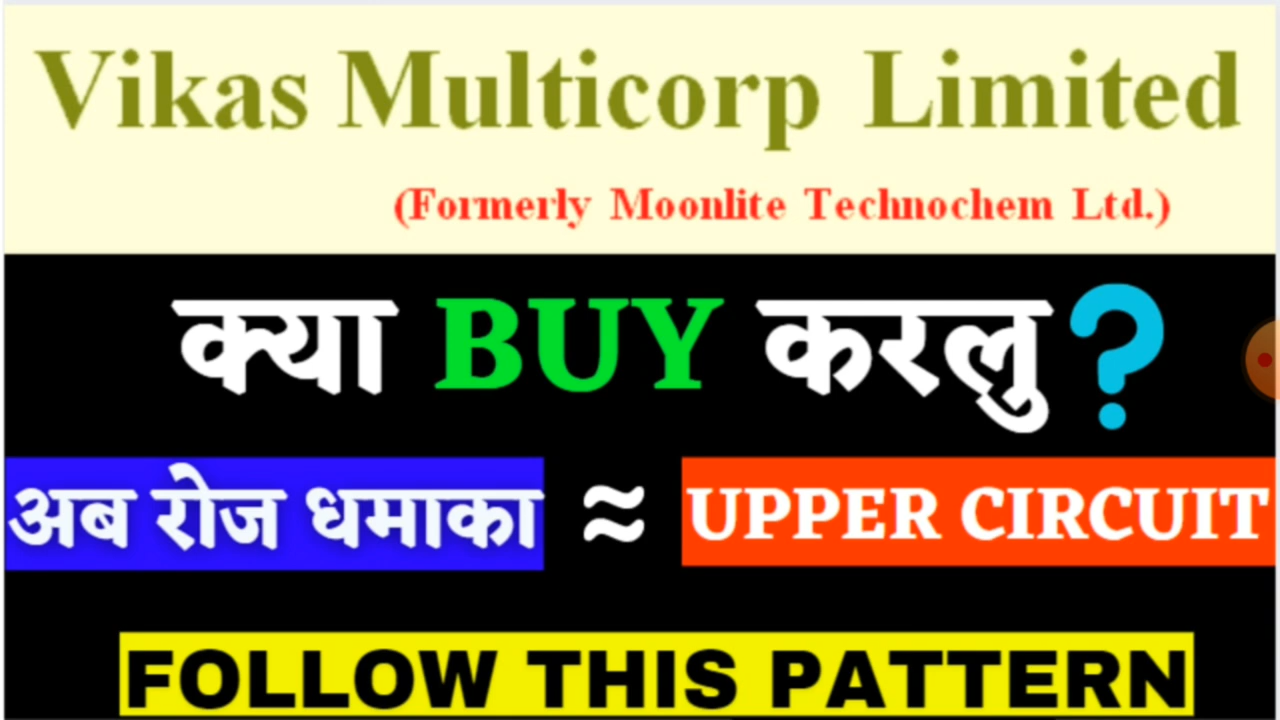 Vikas Multicorp Limited
(Formerly Moonlite Technochem Ltd.)
क्या BUY करलु?
अब रोज धमाका ≈ UPPER CIRCUIT
FOLLOW THIS PATTERN